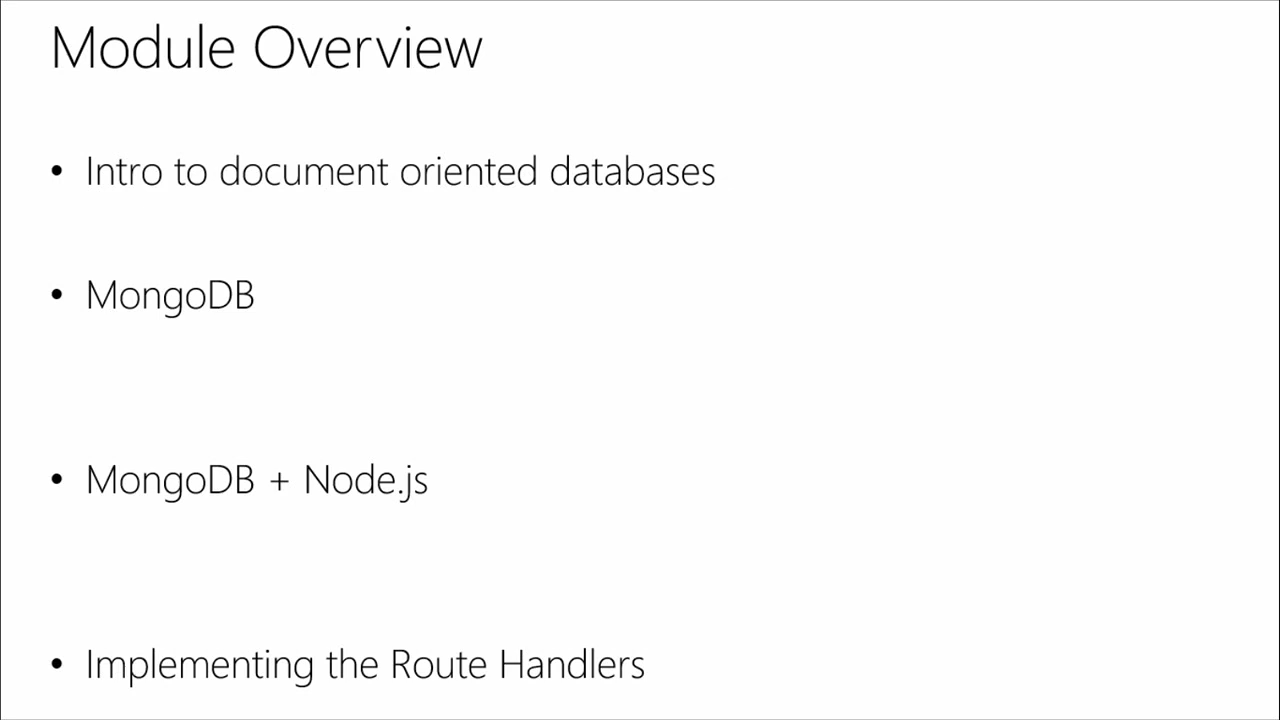 Module Overview
• Intro to document oriented databases
• MongoDB
• MongoDB + Node.js
• Implementing the Route Handlers